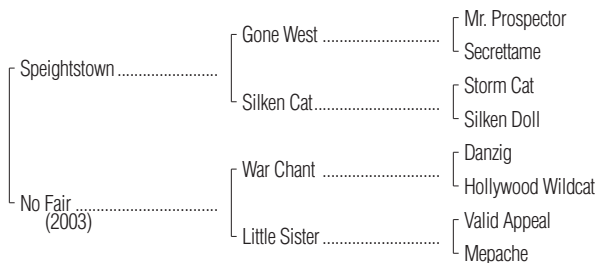 Mr. Prospector
Gone West ..............................
Secrettame
Speightstown .........................
Storm Cat
Silken Cat................................
Silken Doll
Danzig
War Chant .............................
Hollywood Wildcat
No Fair ...................................
(2003)
Valid Appeal
Little Sister .............................
Mepache